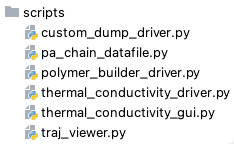 scripts
custom_dump_driver.py
pa_chain_datafile.py
polymer_builder_driver.py
thermal_conductivity_driver.py
thermal_conductivity_gui.py
traj_viewer.py